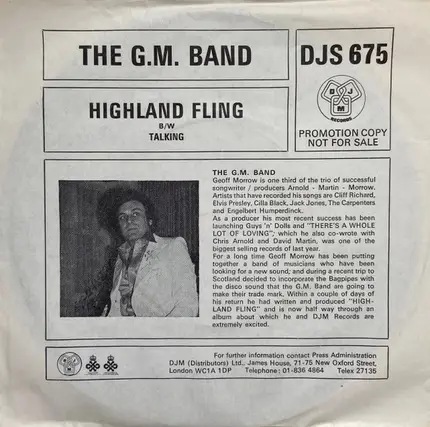 THE G.M. BAND
DJS 675
HIGHLAND FLING
B/W
TALKING
DJM
RECORDS
PROMOTION COPY
NOT FOR SALE
THE G.M. BAND
Geoff Morrow is one third of the trio of successful
songwriter / producers Arnold - Martin - Morrow.
Artists that have recorded his songs are Cliff Richard,
Elvis Presley, Cilla Black, Jack Jones, The Carpenters
and Engelbert Humperdinck.
As a producer his most recent success has been
launching Guys 'n' Dolls and "THERE'S A WHOLE
LOT OF LOVING"; which he also co-wrote with
Chris Arnold and David Martin, was one of the
biggest selling records of last year.
For a long time Geoff Morrow has been putting
together a band of musicians who have been
looking for a new sound; and during a recent trip to
Scotland decided to incorporate the Bagpipes with
the disco sound that the G.M. Band are going to
make their trade mark. Within a couple of days of
his return he had written and produced "HIGH-
LAND FLING" and is now half way through an
album about which he and DJM Records are
extremely excited.
For further information contact Press Administration
DJM (Distributors) Ltd., James House, 71-75 New Oxford Street,
London WC1A 1DP Telephone: 01-836 4864 Telex 27135